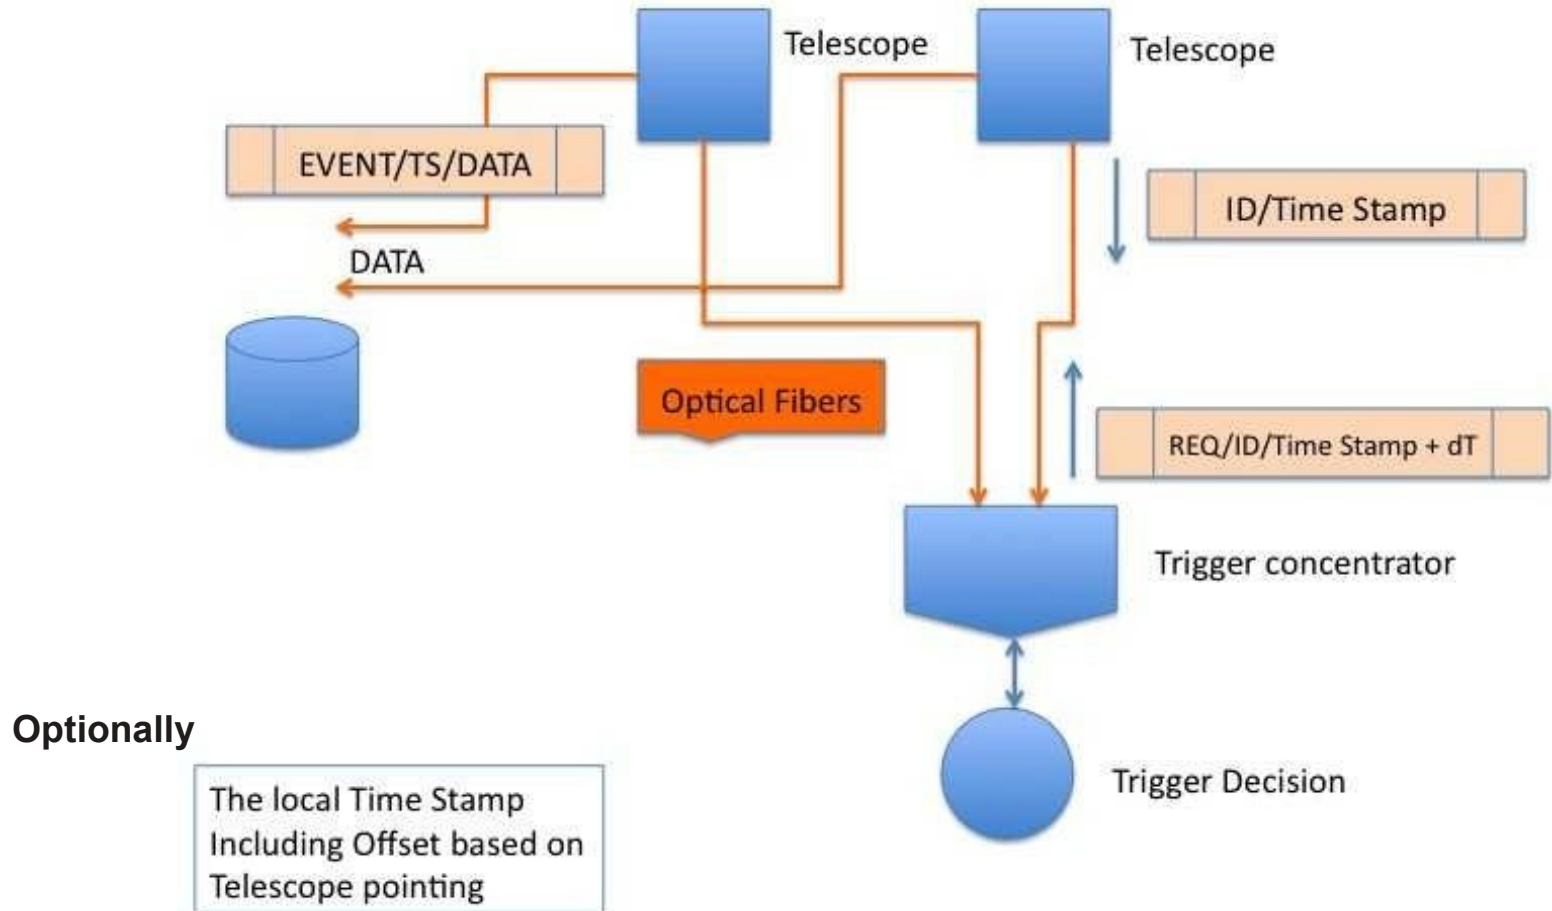 Telescope
Telescope
EVENT/TS/DATA
ID/Time Stamp
DATA
Optical Fibers
REQ/ID/Time Stamp + dT
Trigger concentrator
Optionally
Trigger Decision
The local Time Stamp
Including Offset based on
Telescope pointing